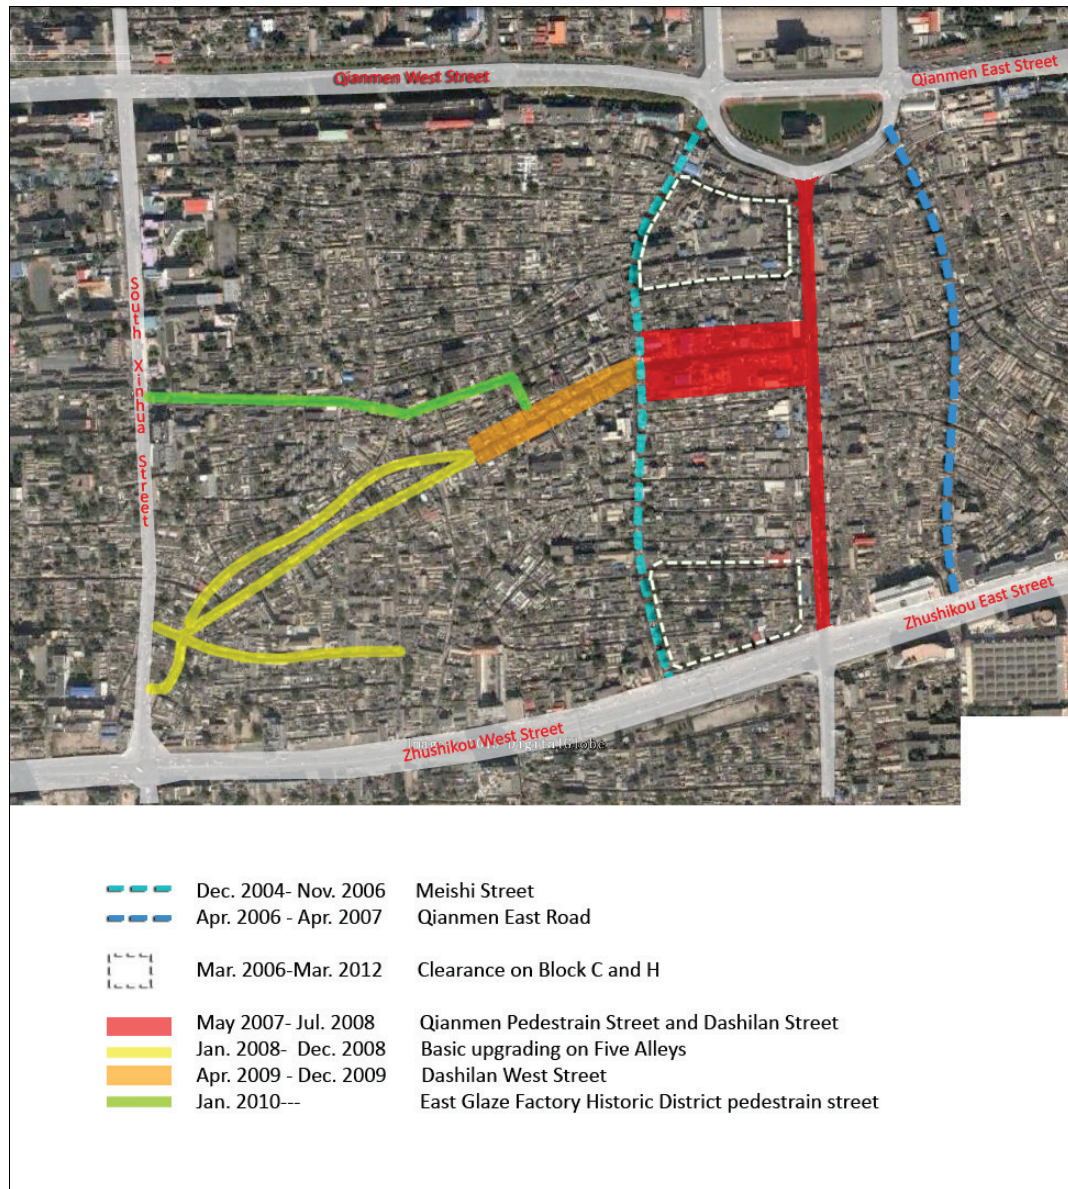 Qianmen West Street
Qianmen East Street
South Xinhua Street
Zhushikou East Street
Zhushikou West Street
DigitalGlobe
Dec. 2004- Nov. 2006 Meishi Street
Apr. 2006 - Apr. 2007 Qianmen East Road
Mar. 2006-Mar. 2012 Clearance on Block C and H
May 2007- Jul. 2008 Qianmen Pedestrain Street and Dashilan Street
Jan. 2008- Dec. 2008 Basic upgrading on Five Alleys
Apr. 2009 - Dec. 2009 Dashilan West Street
Jan. 2010--- East Glaze Factory Historic District pedestrain street